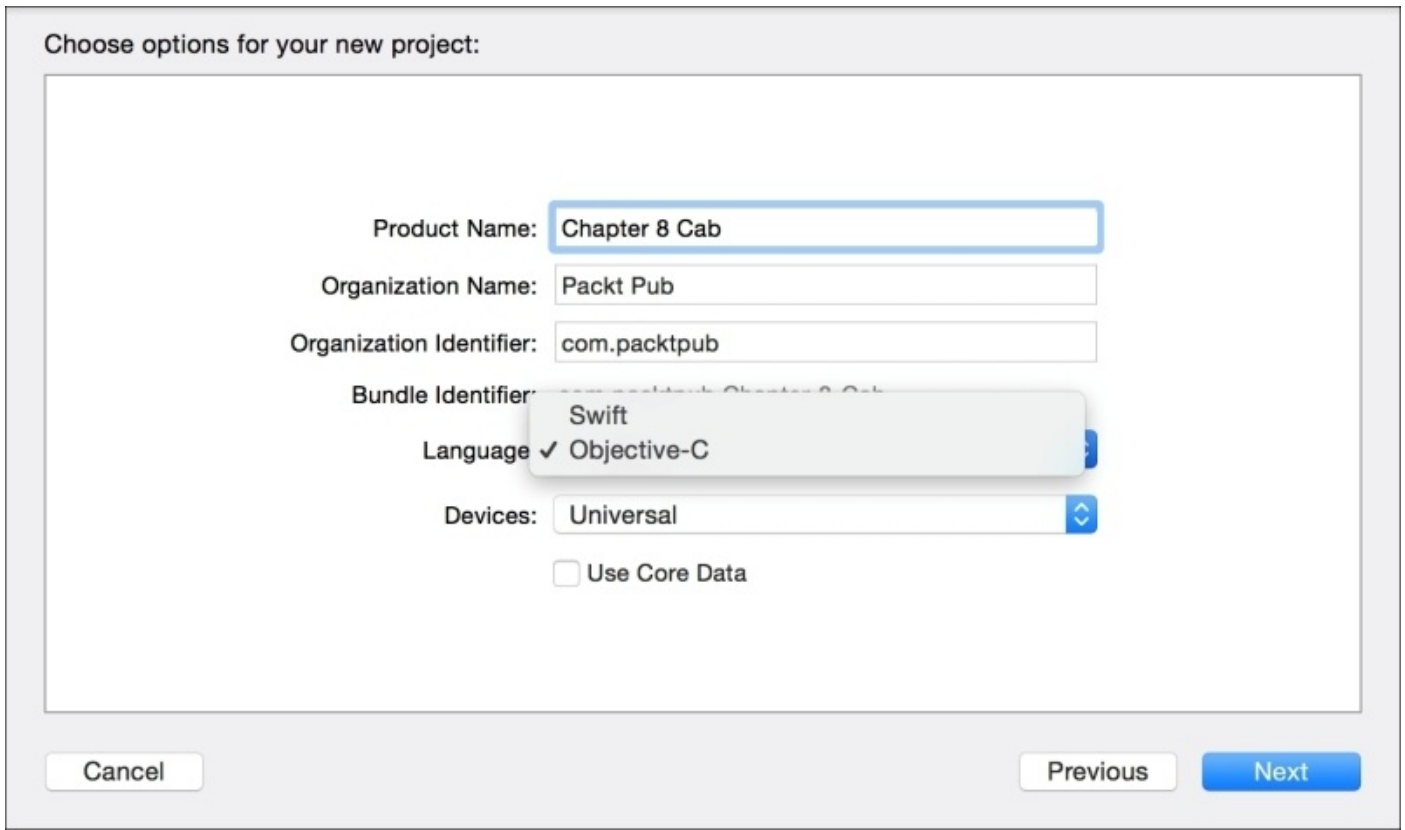 Choose options for your new project:
Product Name: Chapter 8 Cab
Organization Name: Packt Pub
Organization Identifier: com.packtpub
Bundle Identifier:
Swift
Language ✓ Objective-C
Devices: Universal
Use Core Data
Cancel Previous Next